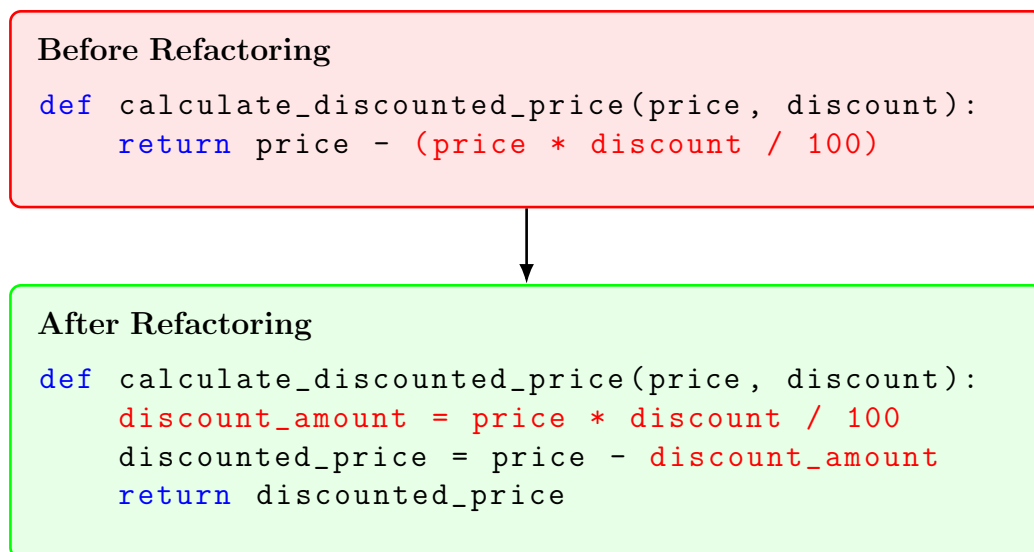 Before Refactoring
def calculate_discounted_price(price, discount):
    return price - (price * discount / 100)
After Refactoring
def calculate_discounted_price(price, discount):
    discount_amount = price * discount / 100
    discounted_price = price - discount_amount
    return discounted_price